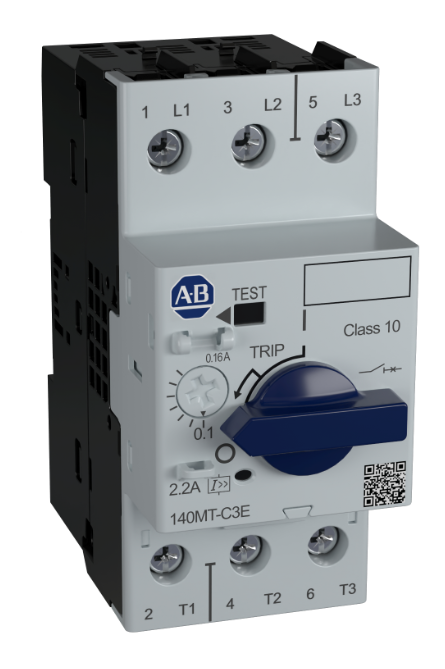 1 L1 3 L2 5 L3
A-B
TEST
Class 10
0.16A
TRIP
0.1
2.2A I>>
140MT-C3E
2 T1 4 T2 6 T3